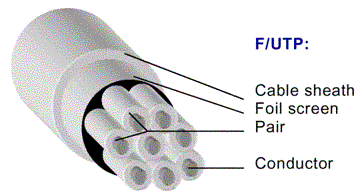 F/UTP:
Cable sheath
Foil screen
Pair
Conductor